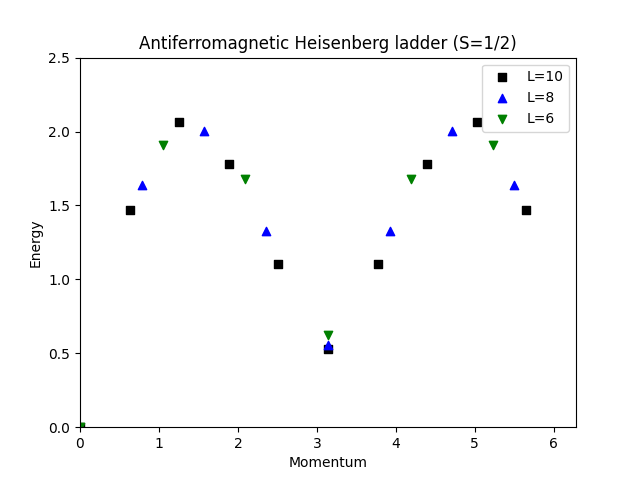 Antiferromagnetic Heisenberg ladder (S=1/2)
2.5
L=10
L=8
L=6
2.0
1.5
Energy
1.0
0.5
0.0
0 1 2 3 4 5 6
Momentum